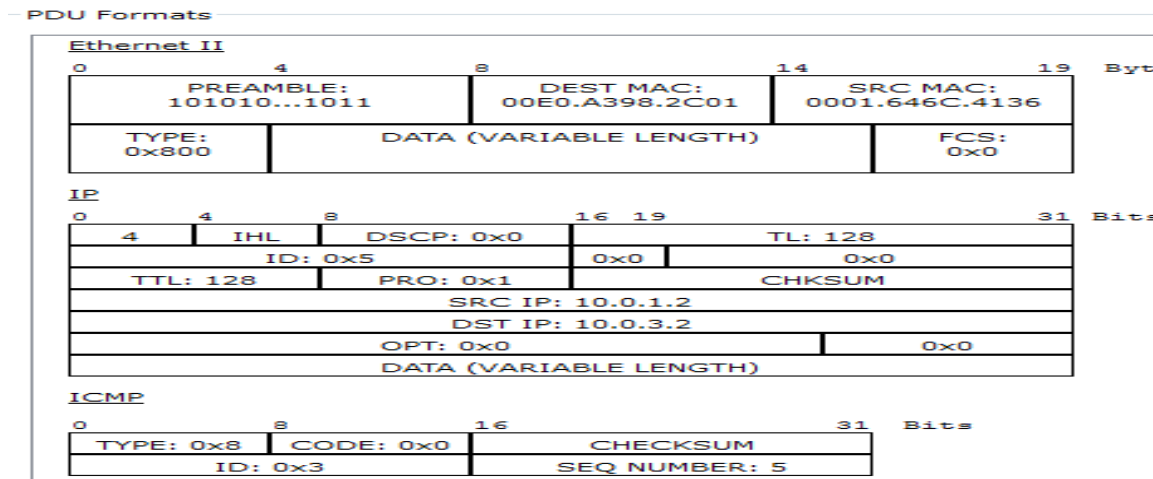 PDU Formats
Ethernet II
0 4 8 14 19 Byt
PREAMBLE: DEST MAC: SRC MAC:
101010...1011 00E0.A398.2C01 0001.646C.4136
TYPE: DATA (VARIABLE LENGTH) FCS:
0x800 0x0
IP
0 4 8 16 19 31 Bits
4 IHL DSCP: 0x0 TL: 128
ID: 0x5 0x0 0x0
TTL: 128 PRO: 0x1 CHKSUM
SRC IP: 10.0.1.2
DST IP: 10.0.3.2
OPT: 0x0 0x0
DATA (VARIABLE LENGTH)
ICMP
0 8 16 31 Bits
TYPE: 0x8 CODE: 0x0 CHECKSUM
ID: 0x3 SEQ NUMBER: 5